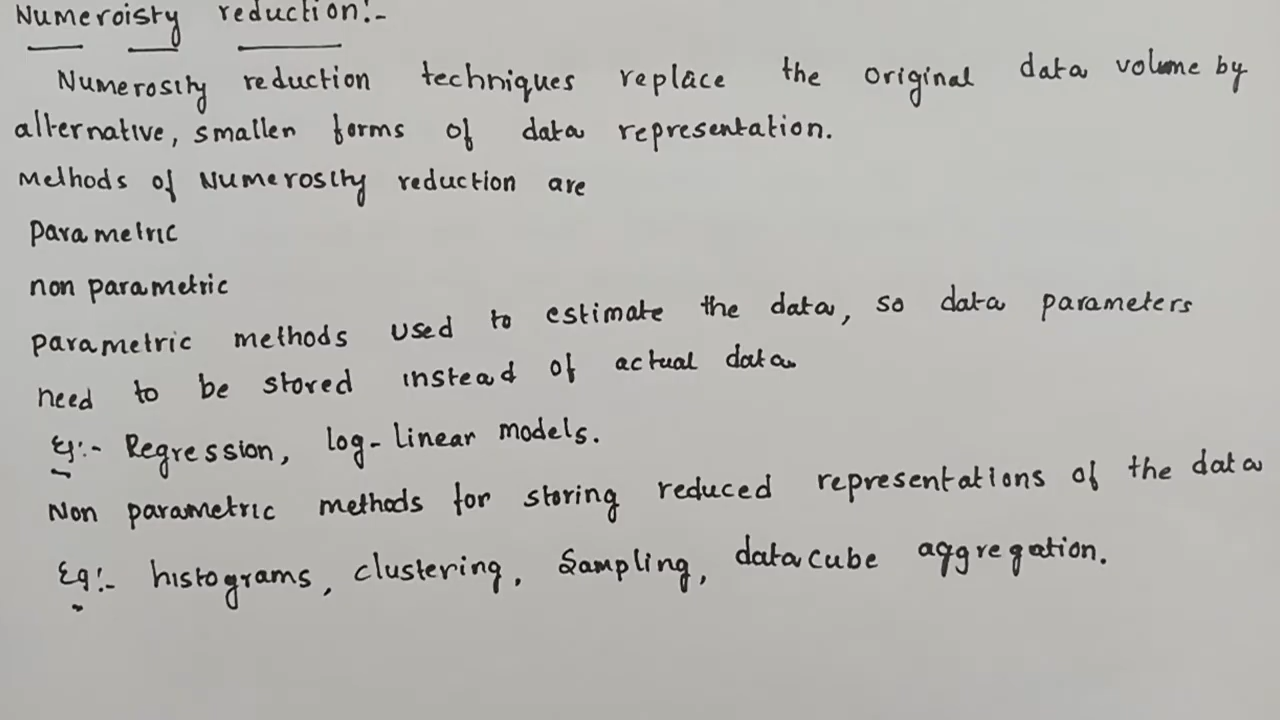 Numeroisty reduction:-
Numerosity reduction techniques replace the original data volume by
alternative, smaller forms of data representation.
Methods of Numerosity reduction are
Parametric
non parametric
parametric methods used to estimate the data, so data parameters
need to be stored instead of actual data
Eg:- Regression, log-linear models.
Non parametric methods for storing reduced representations of the data
Eg:- histograms, clustering, Sampling, data cube aggregation.